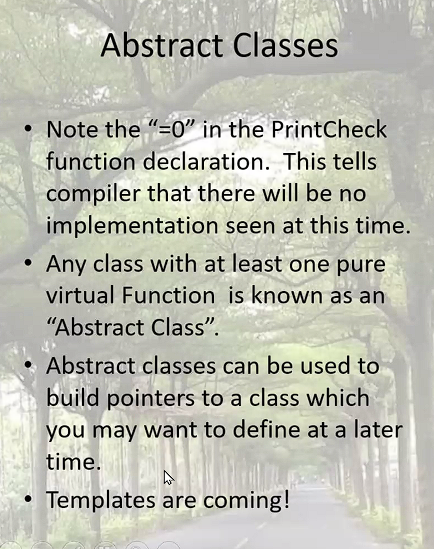 Abstract Classes
• Note the “=0” in the PrintCheck
function declaration.  This tells
compiler that there will be no
implementation seen at this time.
• Any class with at least one pure
virtual Function  is known as an
“Abstract Class”.
• Abstract classes can be used to
build pointers to a class which
you may want to define at a later
time.
• Templates are coming!